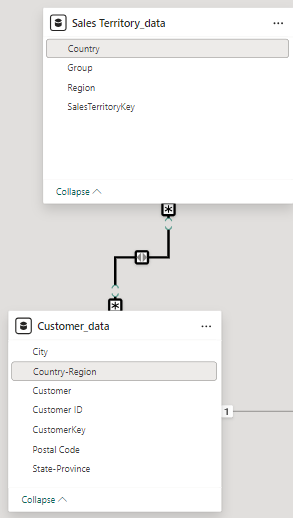 Sales Territory_data
Country
Group
Region
SalesTerritoryKey
Collapse
*
*
Customer_data
City
Country-Region
Customer
Customer ID
CustomerKey
Postal Code
State-Province
1
Collapse